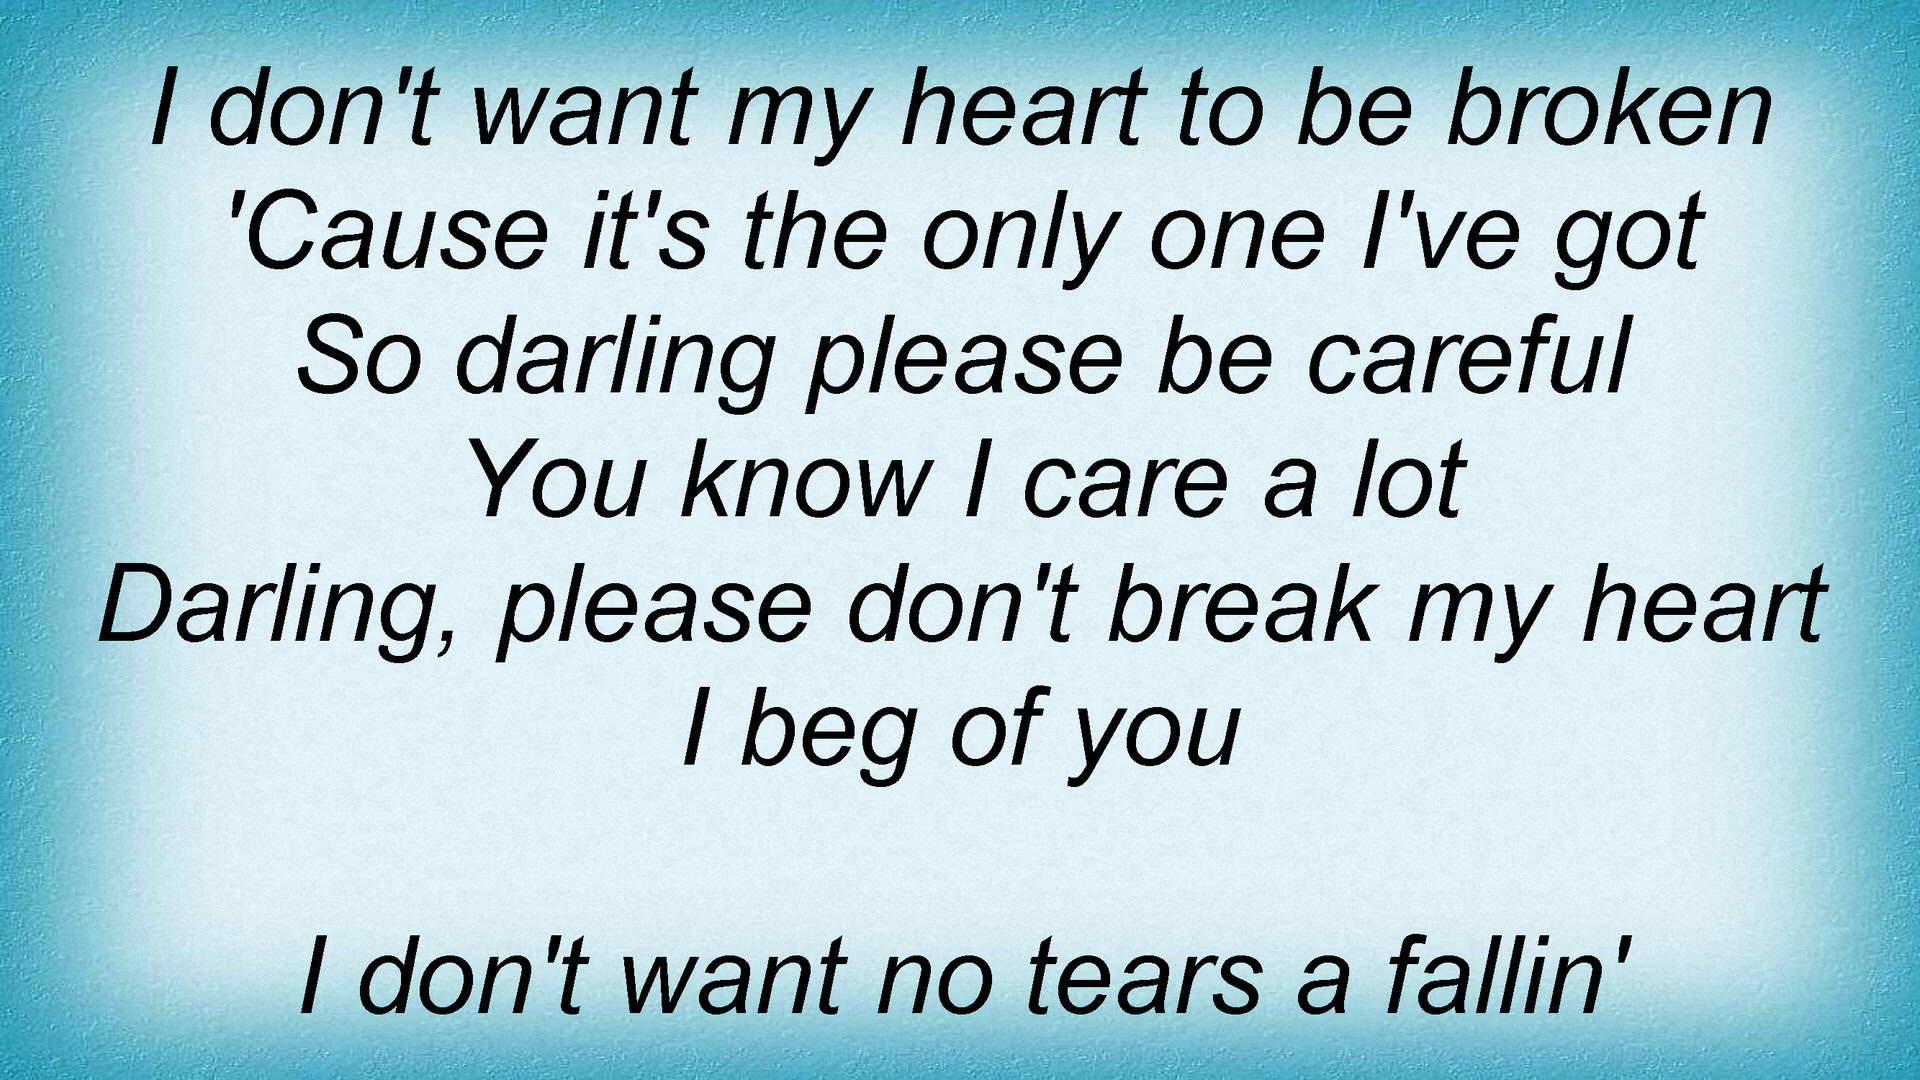 I don't want my heart to be broken
'Cause it's the only one I've got
So darling please be careful
You know I care a lot
Darling, please don't break my heart
I beg of you
I don't want no tears a fallin'